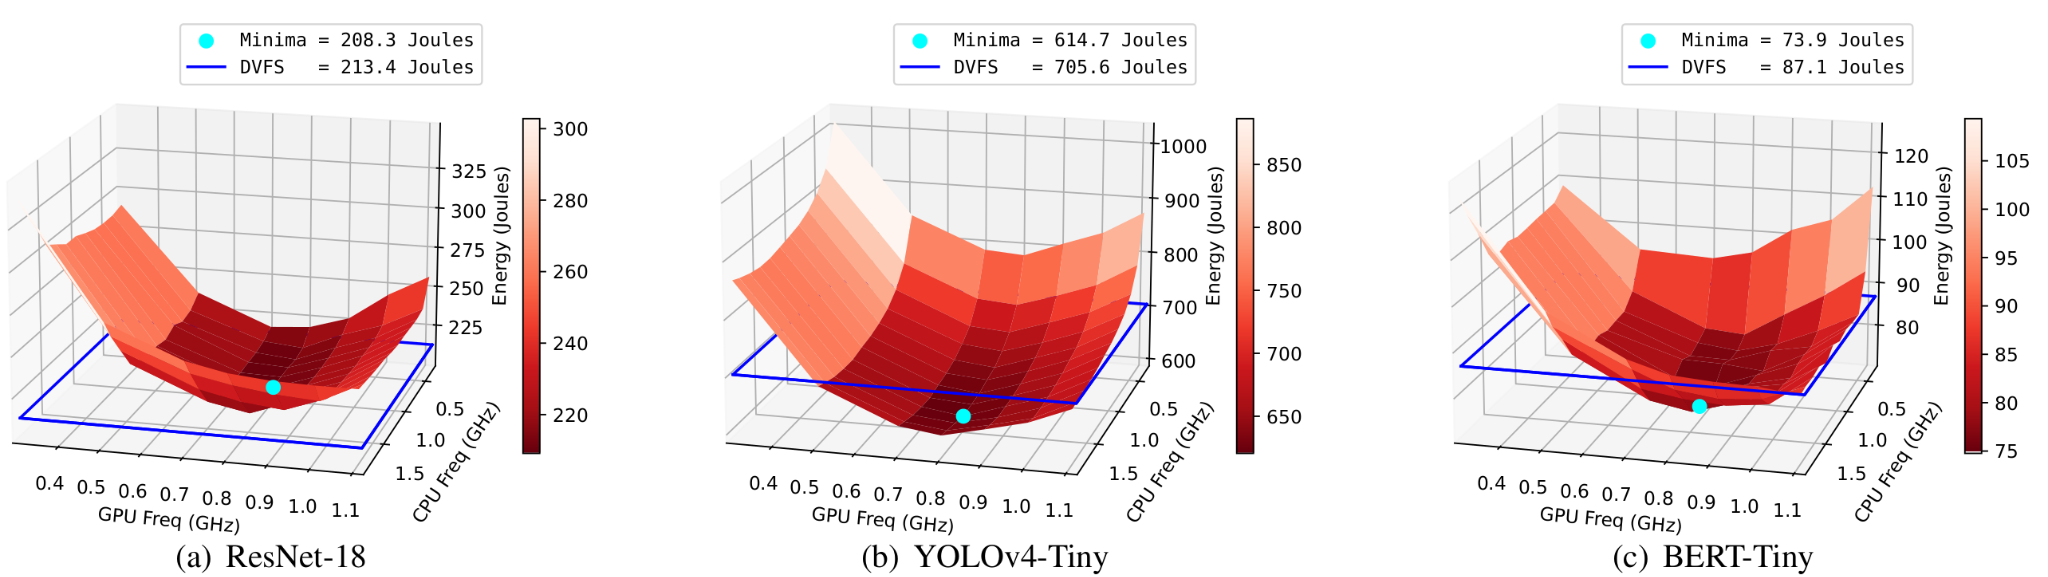 Minima = 208.3 Joules
DVFS = 213.4 Joules
325
300
275
250
225
Energy (Joules)
0.5
1.0
1.5
CPU Freq (GHz)
0.4 0.5 0.6 0.7 0.8 0.9 1.0 1.1
GPU Freq (GHz)
300
280
260
240
220
(a) ResNet-18
Minima = 614.7 Joules
DVFS = 705.6 Joules
1000
900
800
700
600
Energy (Joules)
0.5
1.0
1.5
CPU Freq (GHz)
0.4 0.5 0.6 0.7 0.8 0.9 1.0 1.1
GPU Freq (GHz)
850
800
750
700
650
(b) YOLOv4-Tiny
Minima = 73.9 Joules
DVFS = 87.1 Joules
120
110
100
90
80
Energy (Joules)
0.5
1.0
1.5
CPU Freq (GHz)
0.4 0.5 0.6 0.7 0.8 0.9 1.0 1.1
GPU Freq (GHz)
105
100
95
90
85
80
75
(c) BERT-Tiny